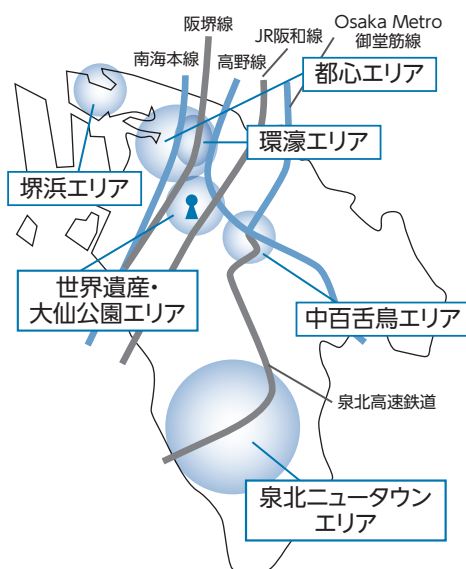 阪堺線
Osaka Metro
御堂筋線
JR阪和線
南海本線
高野線
都心エリア
環濠エリア
堺浜エリア
世界遺産・
大仙公園エリア
中百舌鳥エリア
泉北高速鉄道
泉北ニュータウン
エリア